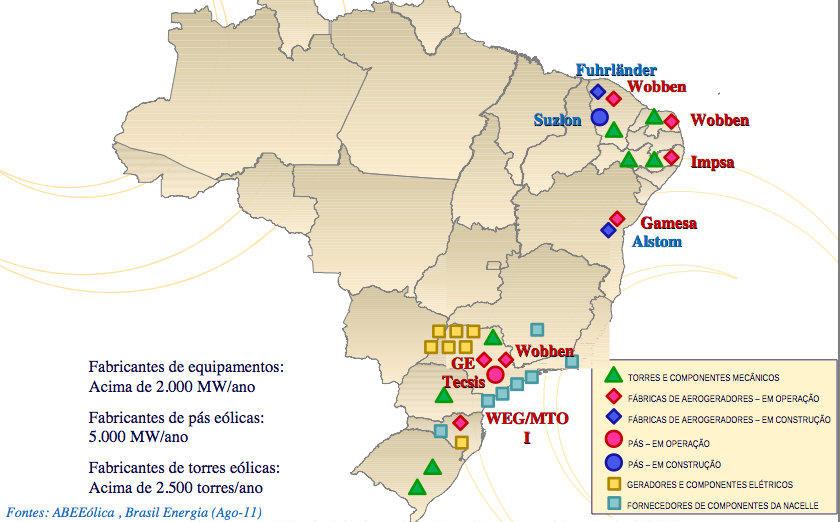 Fuhrländer
Wobben
Suzlon
Wobben
Impsa
Gamesa
Alstom
Wobben
GE
Tecsis
WEG/MTO
I
Fabricantes de equipamentos:
Acima de 2.000 MW/ano
Fabricantes de pás eólicas:
5.000 MW/ano
Fabricantes de torres eólicas:
Acima de 2.500 torres/ano
TORRES E COMPONENTES MECÂNICOS
FÁBRICAS DE AEROGERADORES – EM OPERAÇÃO
FÁBRICAS DE AEROGERADORES – EM CONSTRUÇÃO
PÁS – EM OPERAÇÃO
PÁS – EM CONSTRUÇÃO
GERADORES E COMPONENTES ELÉTRICOS
FORNECEDORES DE COMPONENTES DA NACELLE
Fontes: ABEEólica , Brasil Energia (Ago-11)